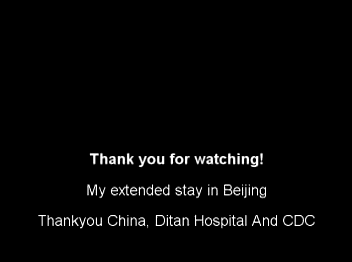 Thank you for watching!
My extended stay in Beijing
Thankyou China, Ditan Hospital And CDC